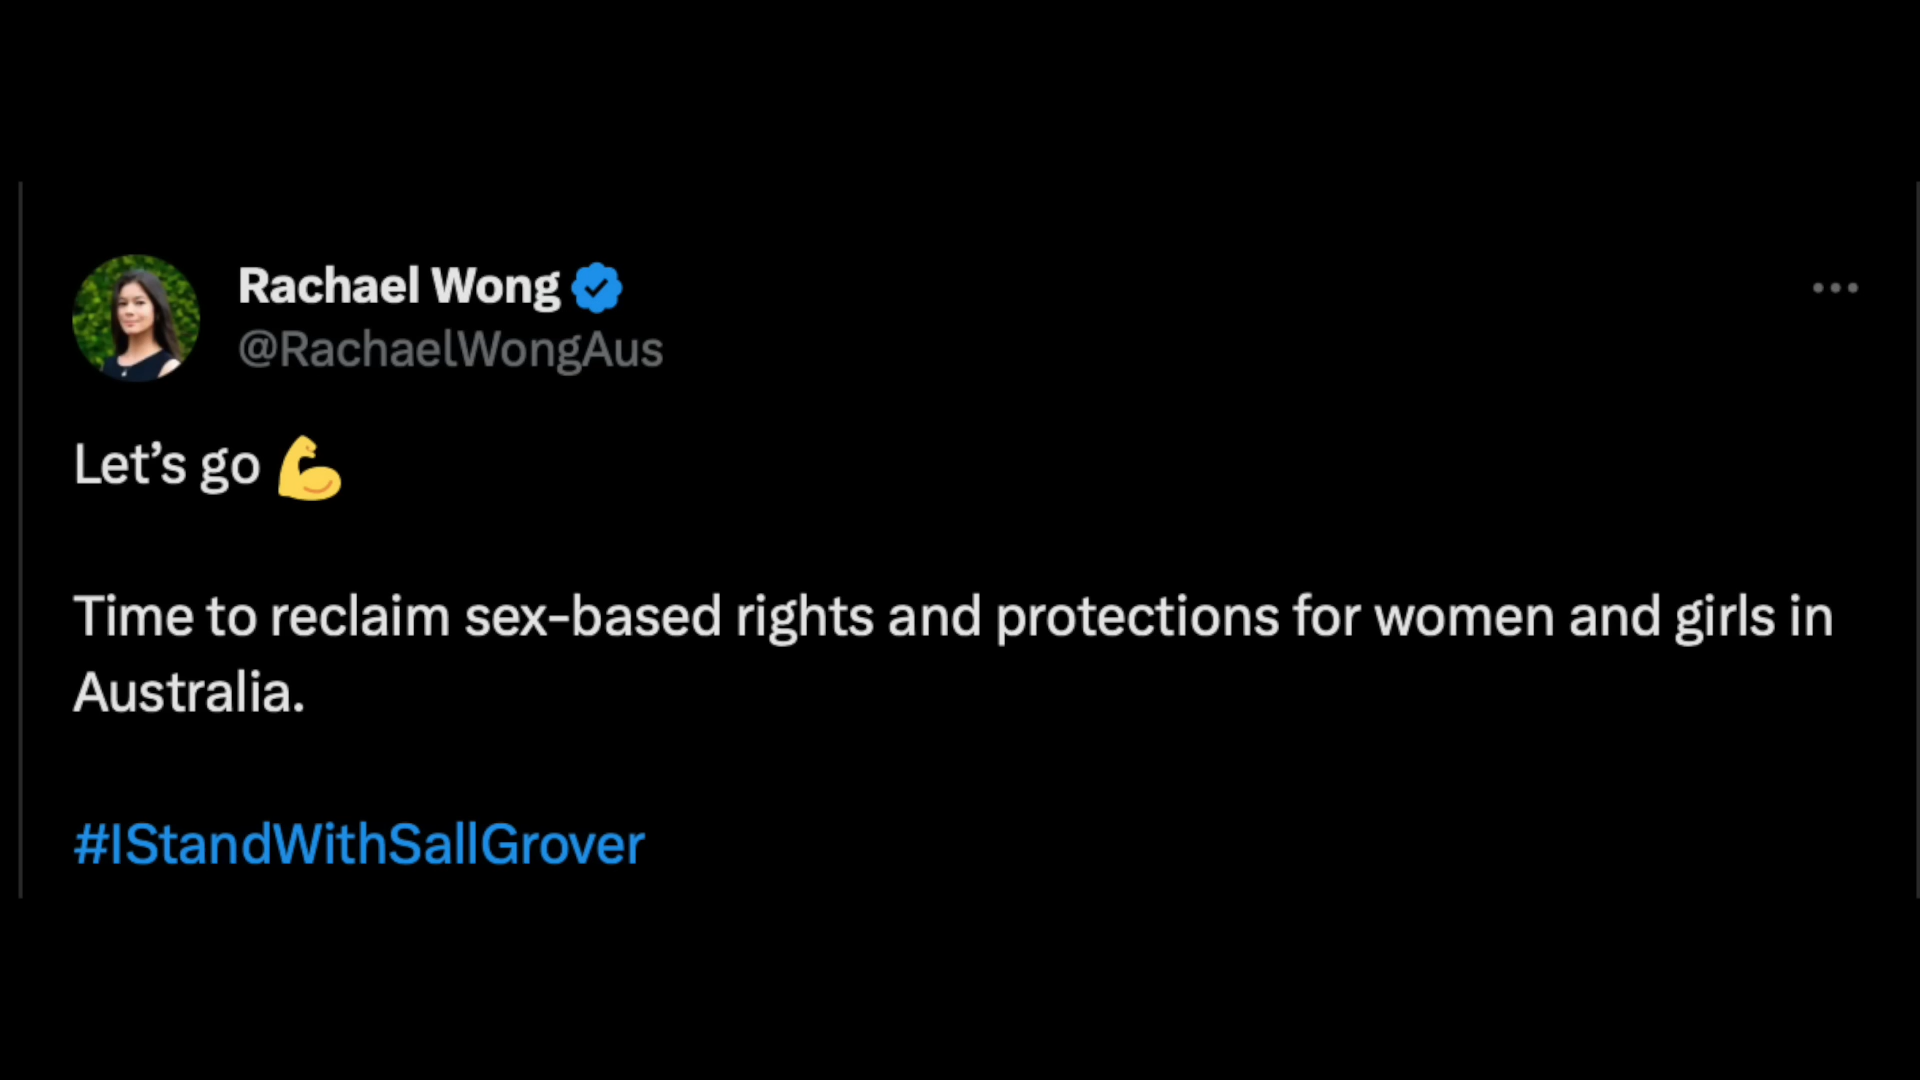 Rachael Wong
@RachaelWongAus
Let’s go 💪
Time to reclaim sex-based rights and protections for women and girls in
Australia.
#IStandWithSallGrover